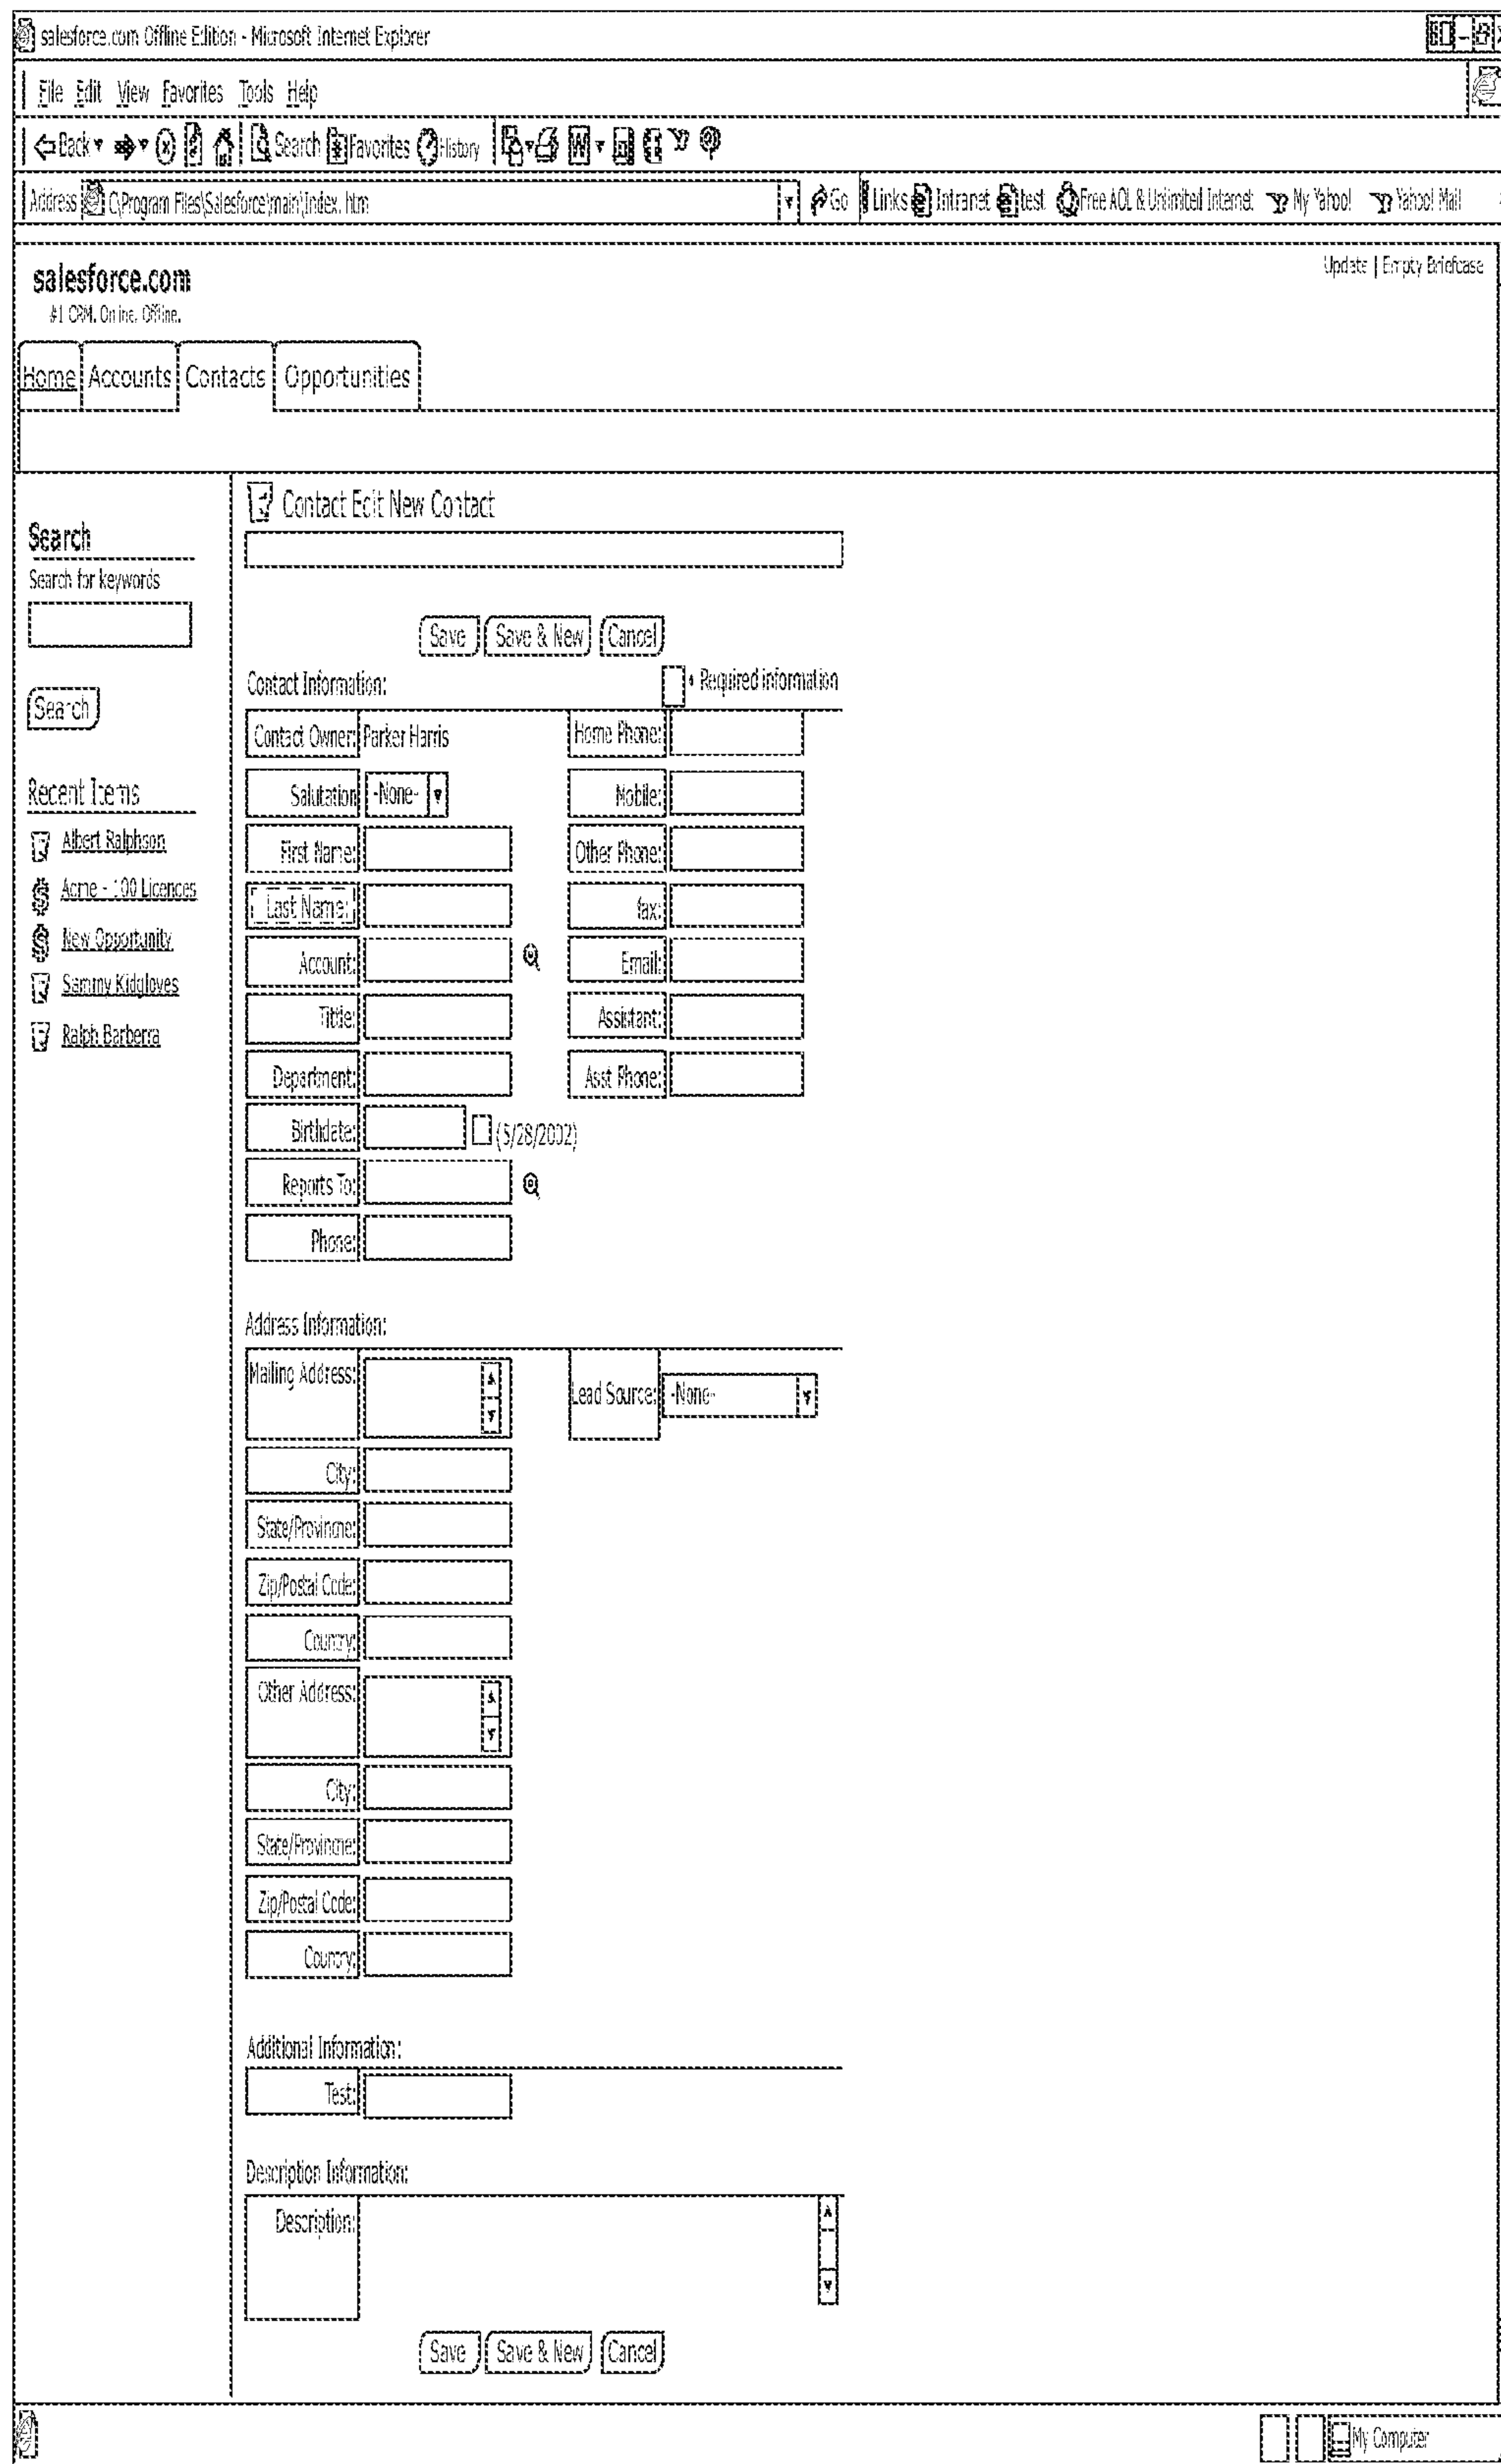 salesforce.com Offline Edition - Microsoft Internet Explorer
File Edit View Favorites Tools Help
Back Search Favorites History W
Address C\Program Files\Salesforce\main\Index. htm Go Links Intranet test Free AOL & Unlimited Internet My Yahoo! Yahoo! Mail
salesforce.com
#1 CRM. Online. Offline.
Update | Empty Briefcase
Home Accounts Contacts Opportunities
Contact Edit New Contact
Search
Search for keywords
Search
Recent Items
Albert Ralphson
Acme - 100 Licences
New Opportunity
Sammy Kidgloves
Ralph Barberra
Save Save & New Cancel
Contact Information: * Required information
Contact Owner: Parker Harris Home Phone:
Salutation -None- Mobile:
First Name: Other Phone:
Last Name: fax:
Account: Email:
Tittle: Assistant:
Department: Asst Phone:
Birthdate: (5/28/2002)
Reports To:
Phone:
Address Information:
Mailing Address: Lead Source: -None-
City:
State/Provincne:
Zip/Postal Code:
Country:
Other Address:
City:
State/Provincne:
Zip/Postal Code:
Country:
Additional Information:
Test:
Description Information:
Description:
Save Save & New Cancel
My Computer